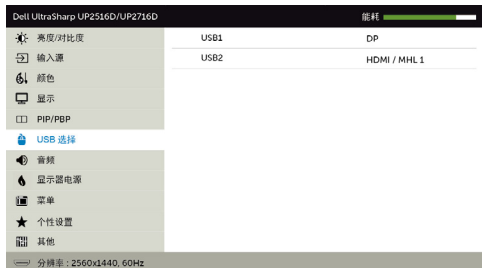 Dell UltraSharp UP2516D/UP2716D 能耗
亮度/对比度 USB1 DP
输入源 USB2 HDMI / MHL 1
颜色
显示
PIP/PBP
USB 选择
音频
显示器电源
菜单
个性设置
其他
分辨率 : 2560x1440, 60Hz